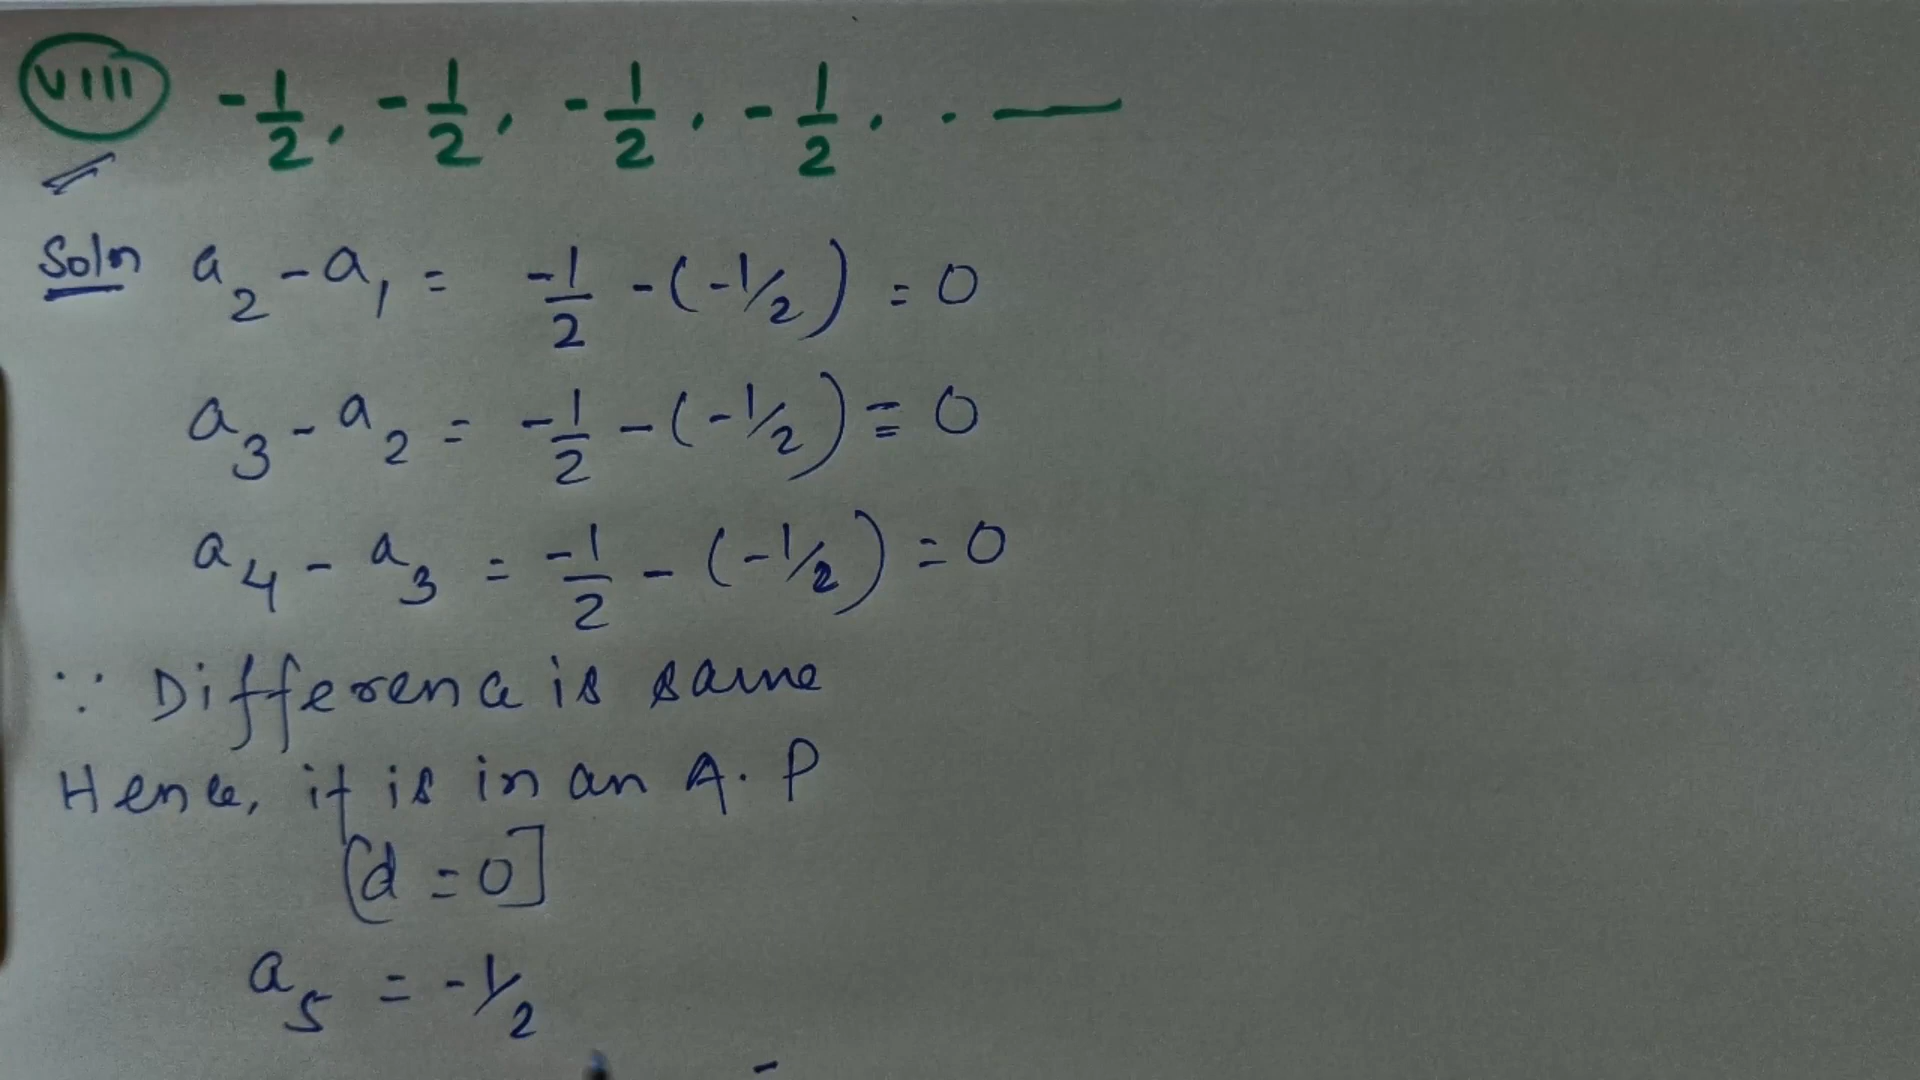 viii -1/2, -1/2, -1/2, -1/2, . —
Soln a₂ - a₁ = -1/2 - (-1/2) = 0
a₃ - a₂ = -1/2 - (-1/2) = 0
a₄ - a₃ = -1/2 - (-1/2) = 0
∵ Difference is same
Hence, it is in an A.P
[d = 0]
a₅ = -1/2